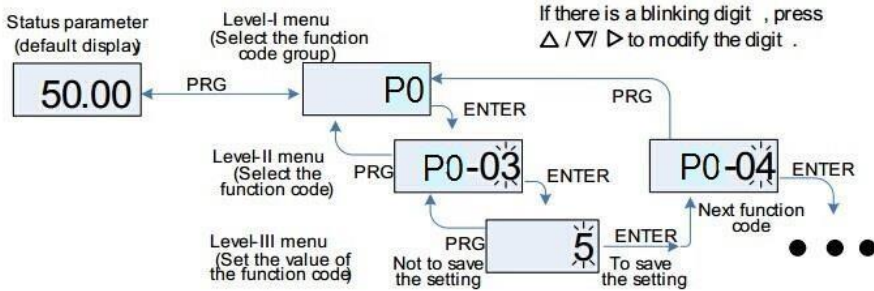 Status parameter
(default display)
50.00
PRG
Level-I menu
(Select the function
code group)
P0
ENTER
If there is a blinking digit , press
△ / ▽/ ▷ to modify the digit .
PRG
Level-II menu
(Select the
function code)
PRG
P0-03
ENTER
P0-04
ENTER
Next function
code
Level-III menu
(Set the value of
the function code)
PRG
Not to save
the setting
5
ENTER
To save
the setting
● ● ●